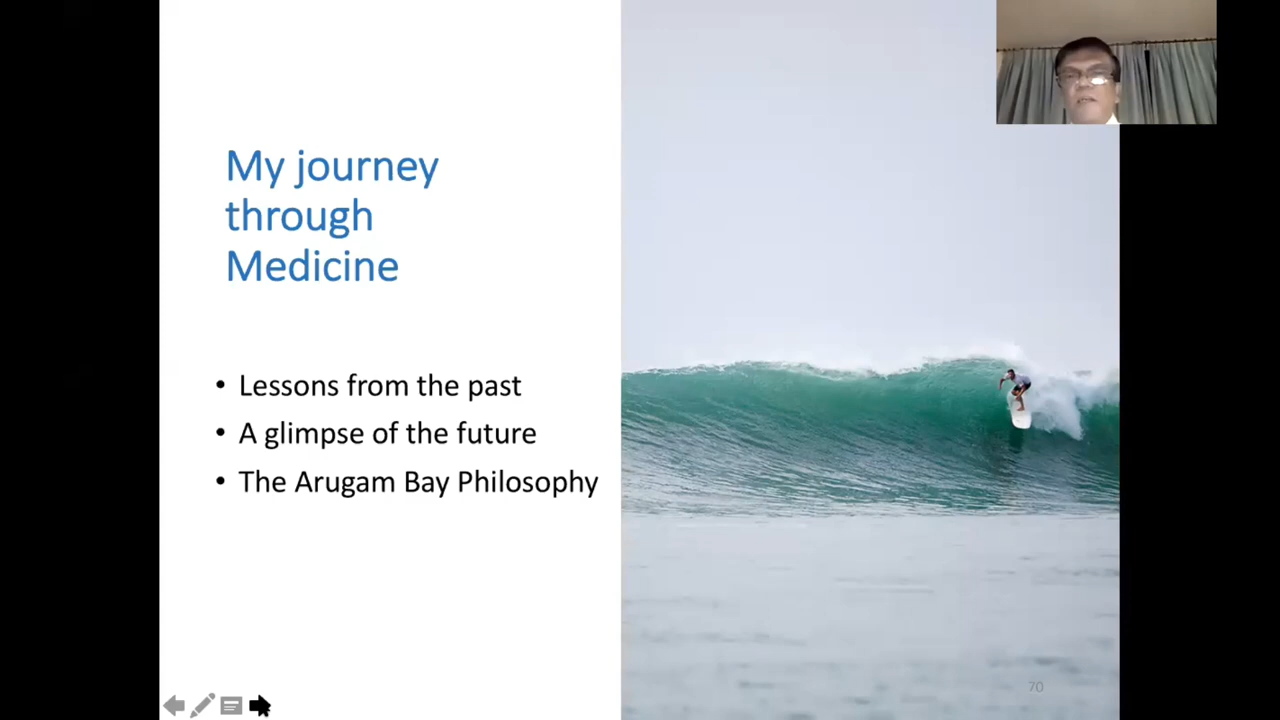 My journey
through
Medicine
• Lessons from the past
• A glimpse of the future
• The Arugam Bay Philosophy
70